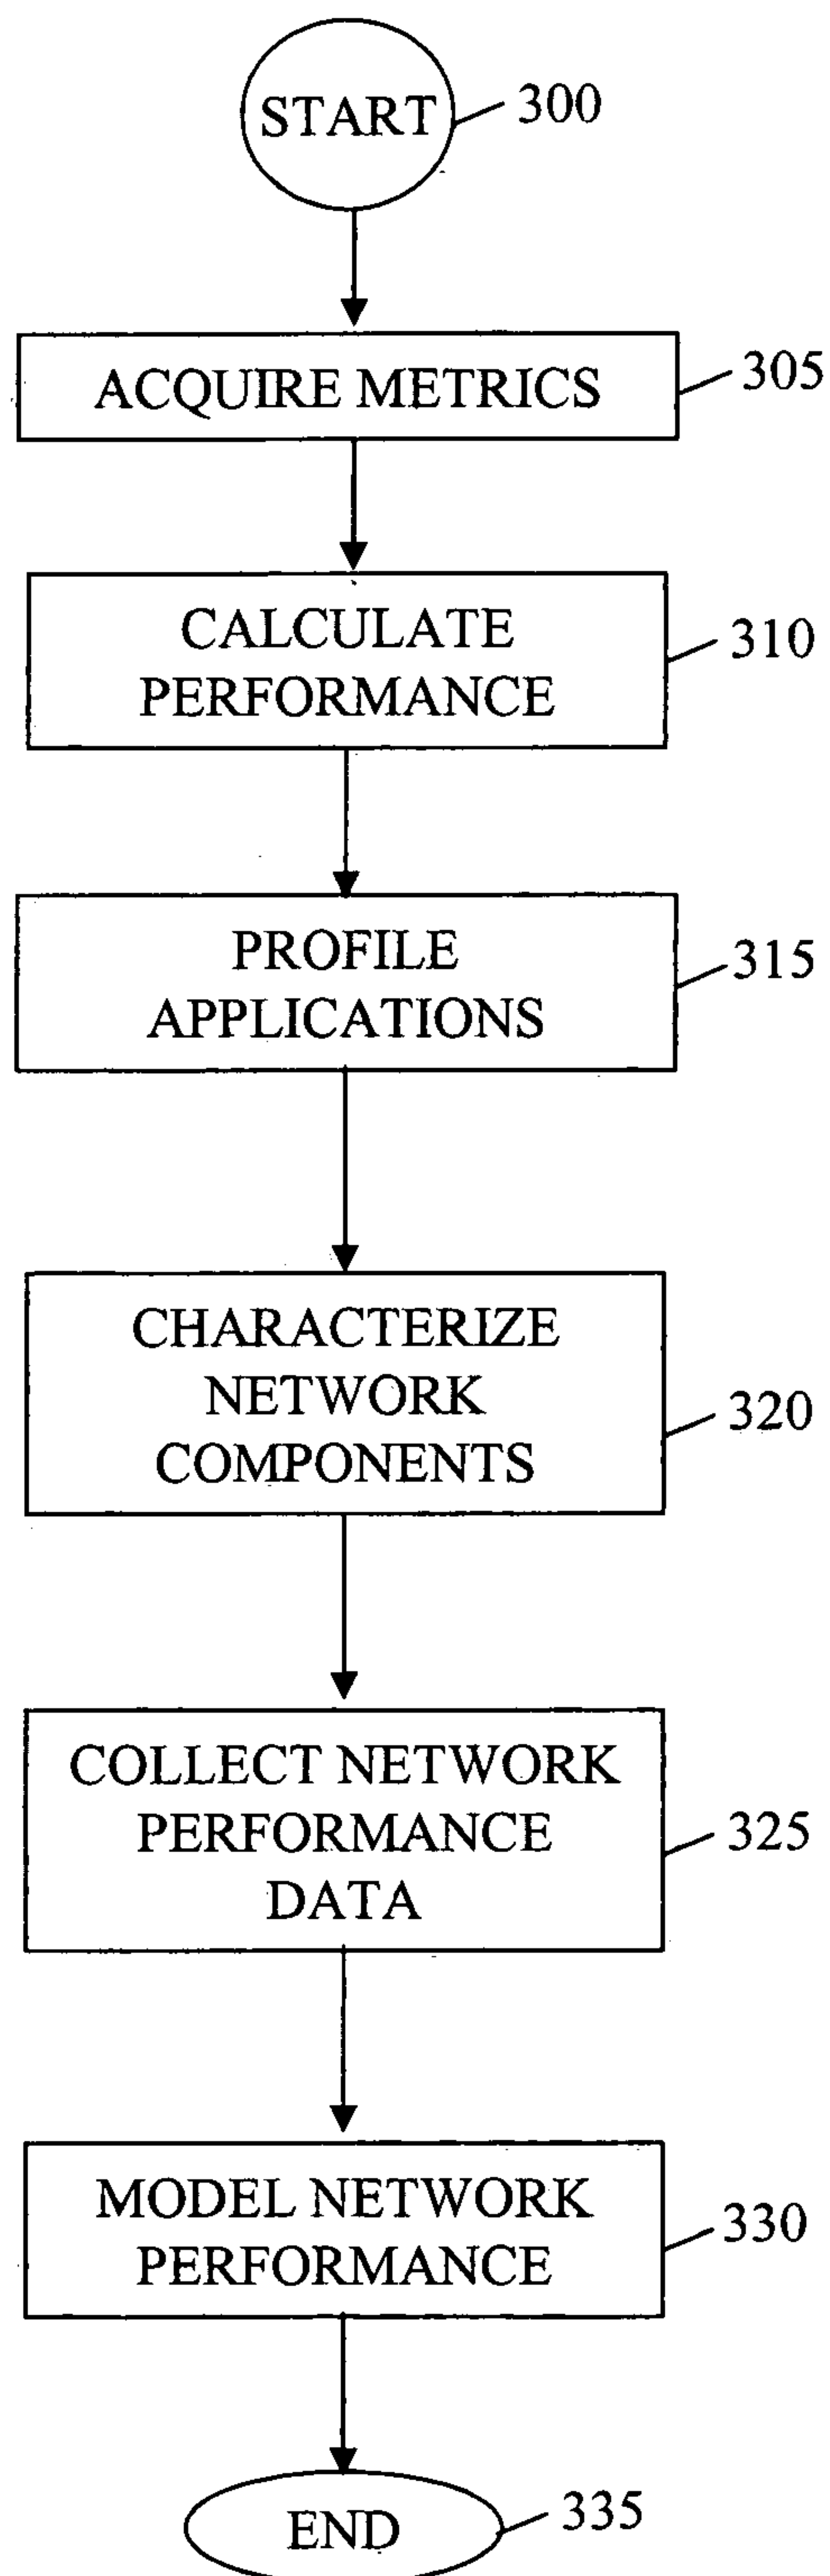 START
300
ACQUIRE METRICS
305
CALCULATE
PERFORMANCE
310
PROFILE
APPLICATIONS
315
CHARACTERIZE
NETWORK
COMPONENTS
320
COLLECT NETWORK
PERFORMANCE
DATA
325
MODEL NETWORK
PERFORMANCE
330
END
335